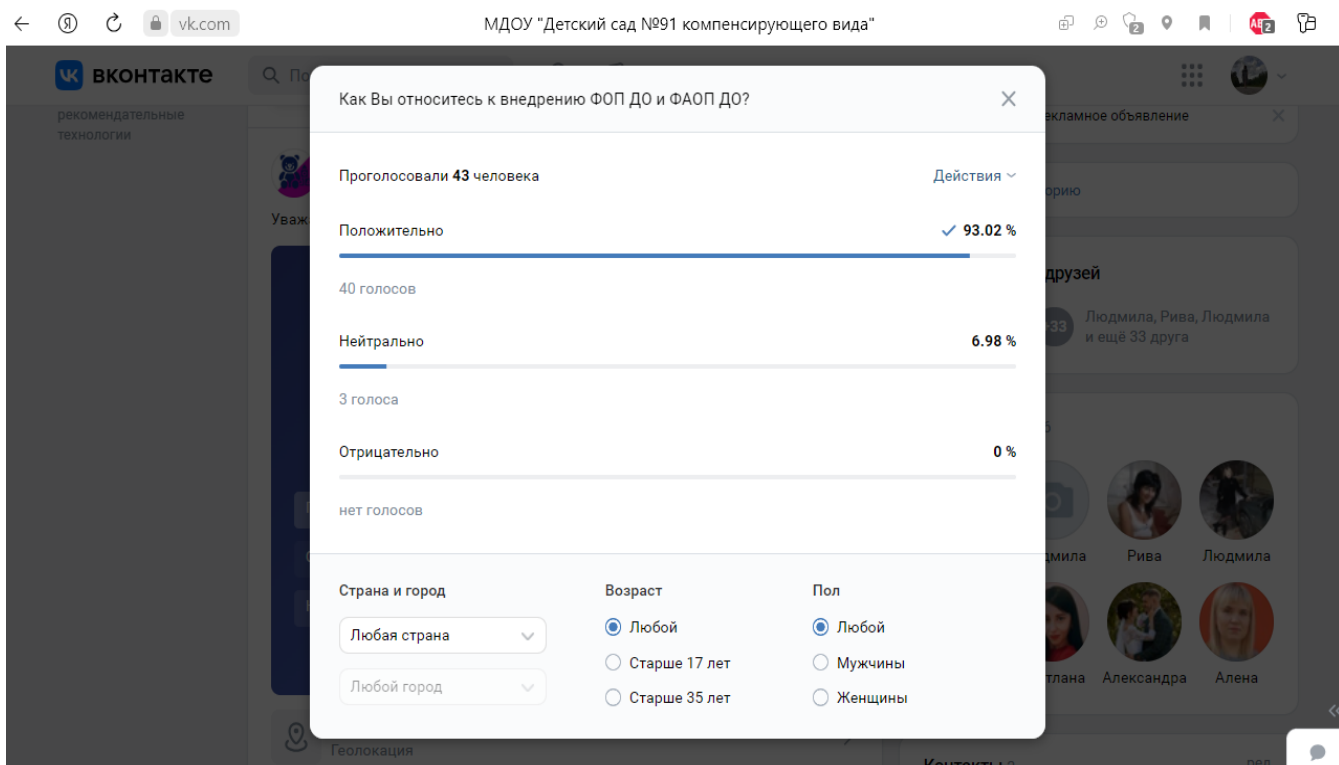 vk.com
МДОУ "Детский сад №91 компенсирующего вида"
2
2
ВКОНТАКТЕ
рекомендательные
технологии
Как Вы относитесь к внедрению ФОП ДО и ФАОП ДО?
Проголосовали 43 человека
Действия
Положительно
93.02 %
40 голосов
Нейтрально
6.98 %
3 голоса
Отрицательно
0 %
нет голосов
Страна и город
Любая страна
Любой город
Возраст
Любой
Старше 17 лет
Старше 35 лет
Пол
Любой
Мужчины
Женщины
друзей
Людмила, Рива, Людмила
и ещё 33 друга
Рива
Людмила
Александра
Алена
Геолокация